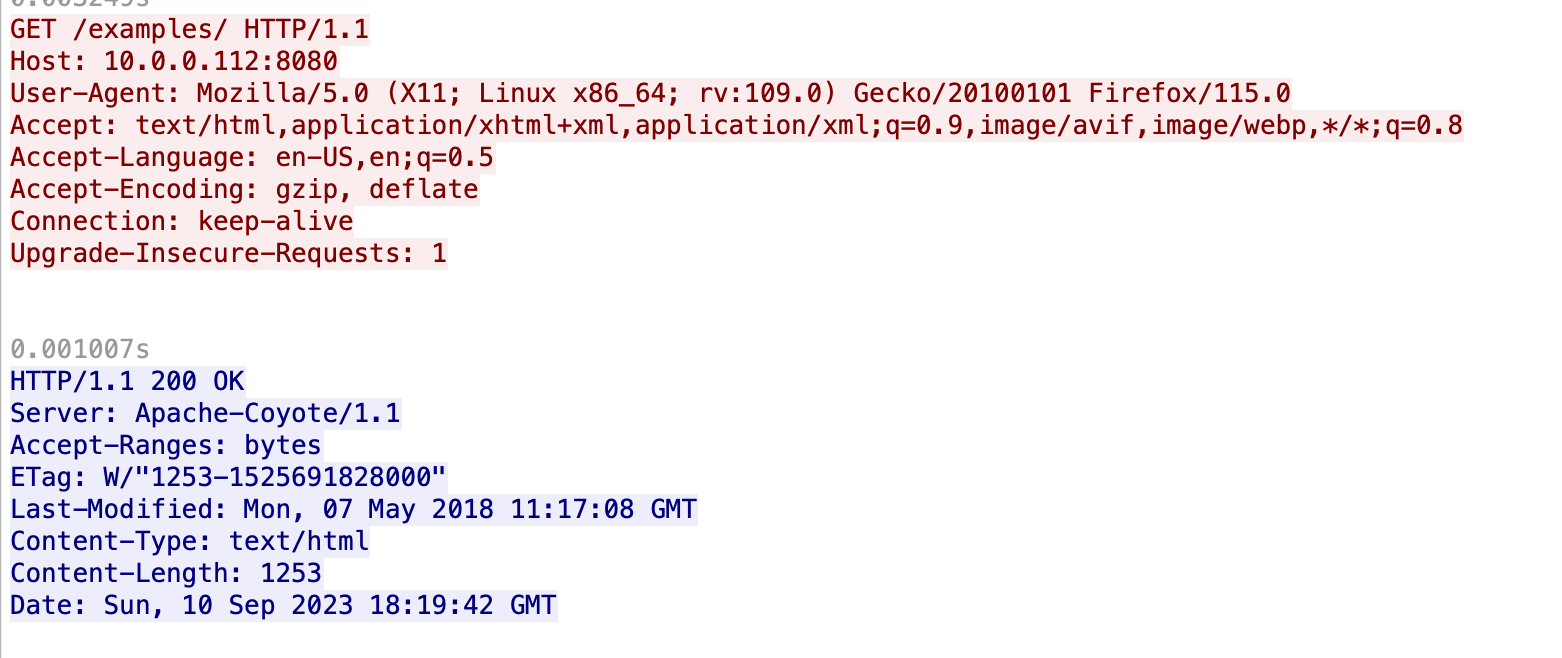 0.003249s
GET /examples/ HTTP/1.1
Host: 10.0.0.112:8080
User-Agent: Mozilla/5.0 (X11; Linux x86_64; rv:109.0) Gecko/20100101 Firefox/115.0
Accept: text/html,application/xhtml+xml,application/xml;q=0.9,image/avif,image/webp,*/*;q=0.8
Accept-Language: en-US,en;q=0.5
Accept-Encoding: gzip, deflate
Connection: keep-alive
Upgrade-Insecure-Requests: 1
0.001007s
HTTP/1.1 200 OK
Server: Apache-Coyote/1.1
Accept-Ranges: bytes
ETag: W/"1253-1525691828000"
Last-Modified: Mon, 07 May 2018 11:17:08 GMT
Content-Type: text/html
Content-Length: 1253
Date: Sun, 10 Sep 2023 18:19:42 GMT